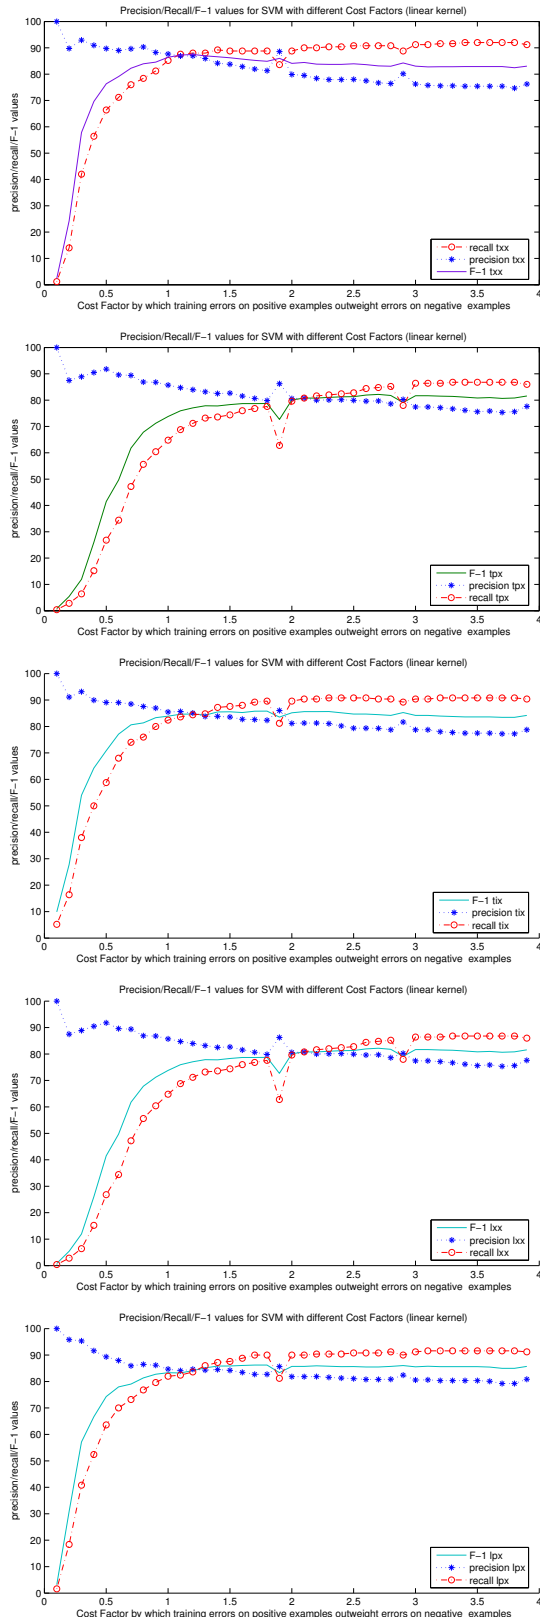 Precision/Recall/F−1 values for SVM with different Cost Factors (linear kernel)
100
90
80
70
60
50
40
30
20
10
0
precision/recall/F−1 values
recall txx
precision txx
F−1 txx
0 0.5 1 1.5 2 2.5 3 3.5 4
Cost Factor by which training errors on positive examples outweight errors on negative examples
Precision/Recall/F−1 values for SVM with different Cost Factors (linear kernel)
100
90
80
70
60
50
40
30
20
10
0
precision/recall/F−1 values
F−1 tpx
precision tpx
recall tpx
0 0.5 1 1.5 2 2.5 3 3.5 4
Cost Factor by which training errors on positive examples outweight errors on negative examples
Precision/Recall/F−1 values for SVM with different Cost Factors (linear kernel)
100
90
80
70
60
50
40
30
20
10
0
precision/recall/F−1 values
F−1 tix
precision tix
recall tix
0 0.5 1 1.5 2 2.5 3 3.5 4
Cost Factor by which training errors on positive examples outweight errors on negative examples
Precision/Recall/F−1 values for SVM with different Cost Factors (linear kernel)
100
90
80
70
60
50
40
30
20
10
0
precision/recall/F−1 values
F−1 lxx
precision lxx
recall lxx
0 0.5 1 1.5 2 2.5 3 3.5 4
Cost Factor by which training errors on positive examples outweight errors on negative examples
Precision/Recall/F−1 values for SVM with different Cost Factors (linear kernel)
100
90
80
70
60
50
40
30
20
10
0
precision/recall/F−1 values
F−1 lpx
precision lpx
recall lpx
0 0.5 1 1.5 2 2.5 3 3.5 4
Cost Factor by which training errors on positive examples outweight errors on negative examples